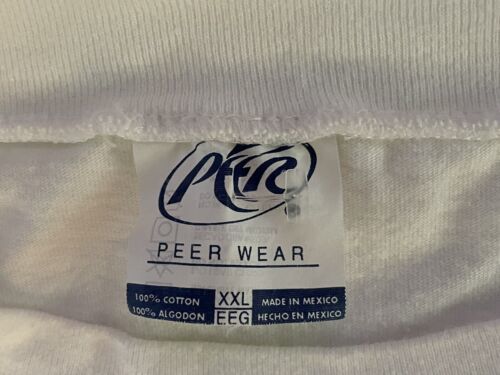 PEER
PEER WEAR
100% COTTON XXL MADE IN MEXICO
100% ALGODON EEG HECHO EN MEXICO